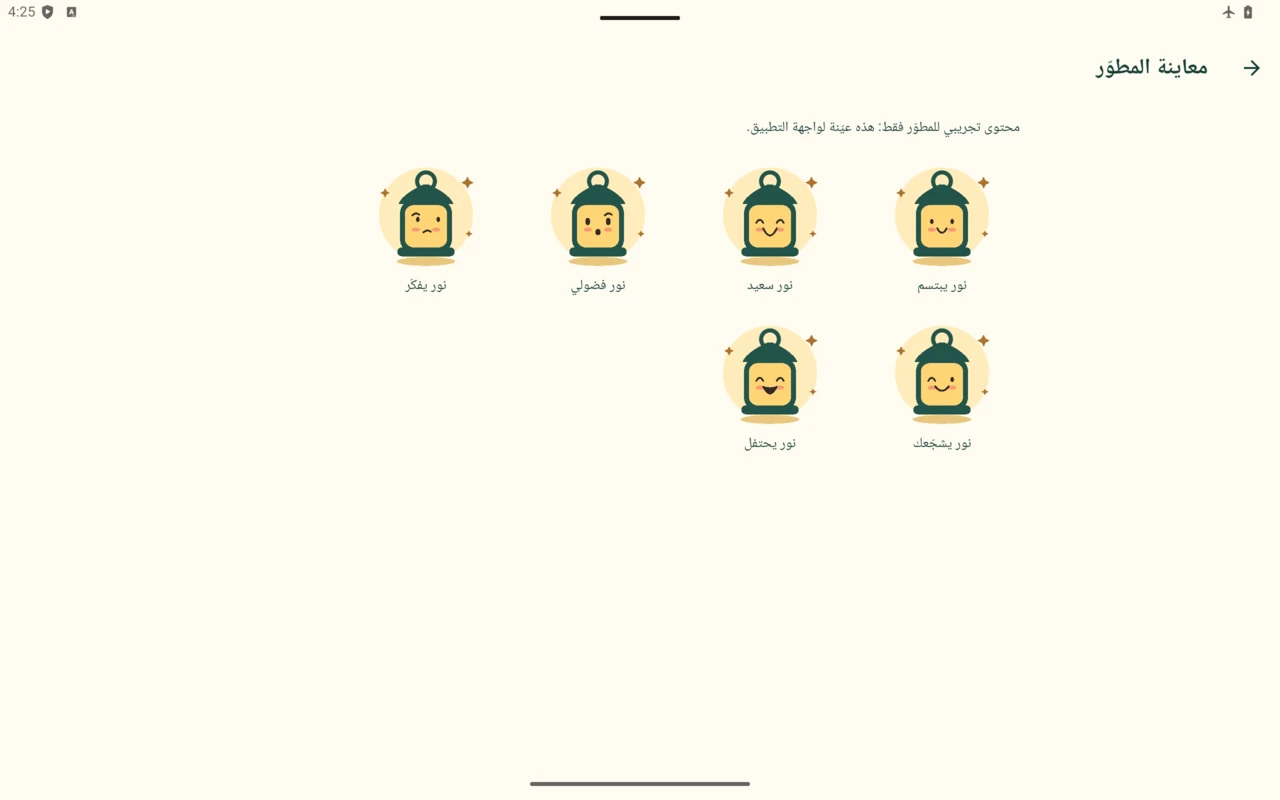 4:25
معاينة المطوّر
محتوى تجريبي للمطوّر فقط: هذه عيّنة لواجهة التطبيق.
نور يبتسم
نور سعيد
نور فضولي
نور يفكّر
نور يشجّعك
نور يحتفل